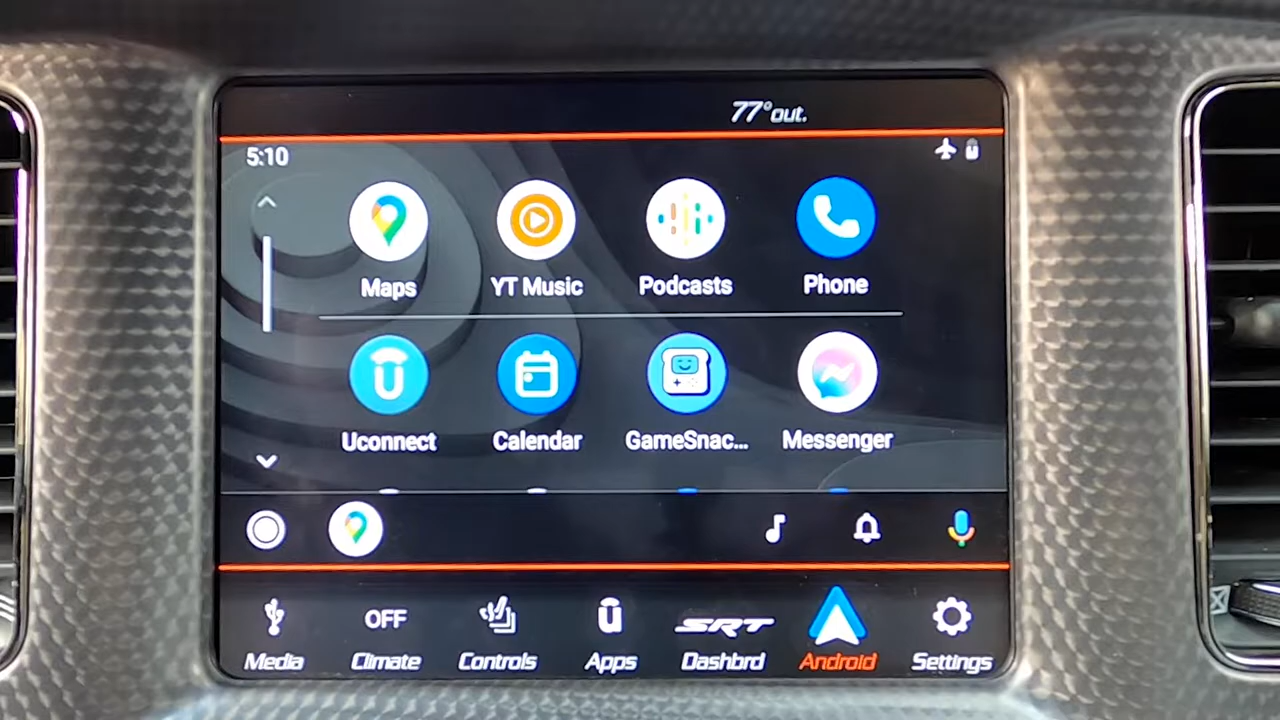 77°out.
5:10
Maps YT Music Podcasts Phone
Uconnect Calendar GameSnac... Messenger
OFF SRT
Media Climate Controls Apps Dashbrd Android Settings